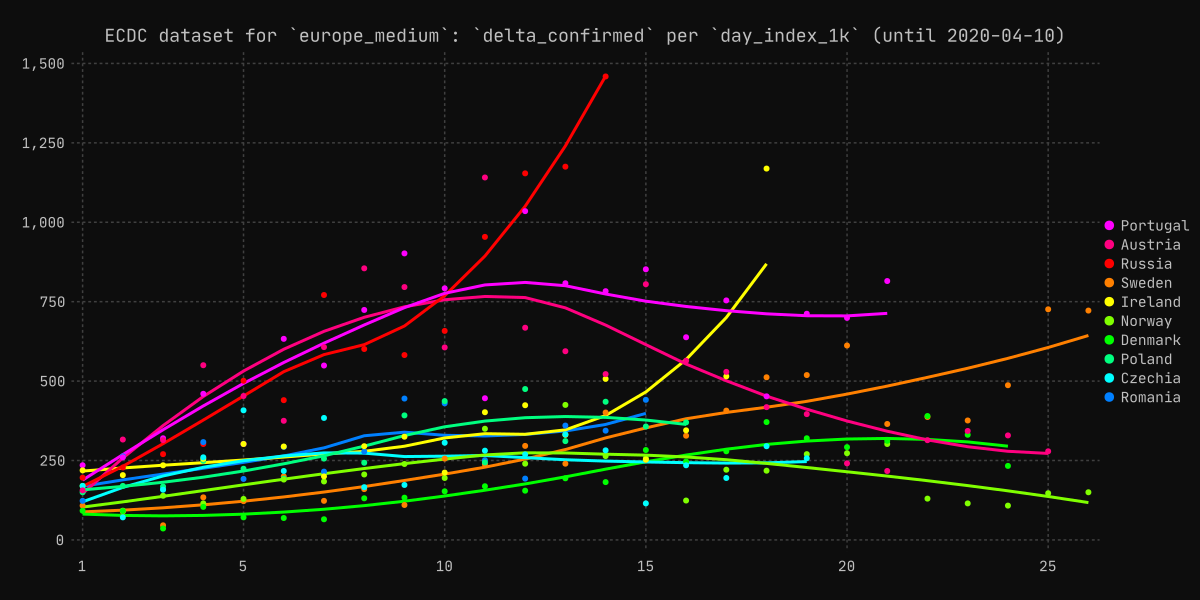 ECDC dataset for `europe_medium`: `delta_confirmed` per `day_index_1k` (until 2020-04-10)
1,500
1,250
1,000
750
500
250
0
1 5 10 15 20 25
Portugal
Austria
Russia
Sweden
Ireland
Norway
Denmark
Poland
Czechia
Romania